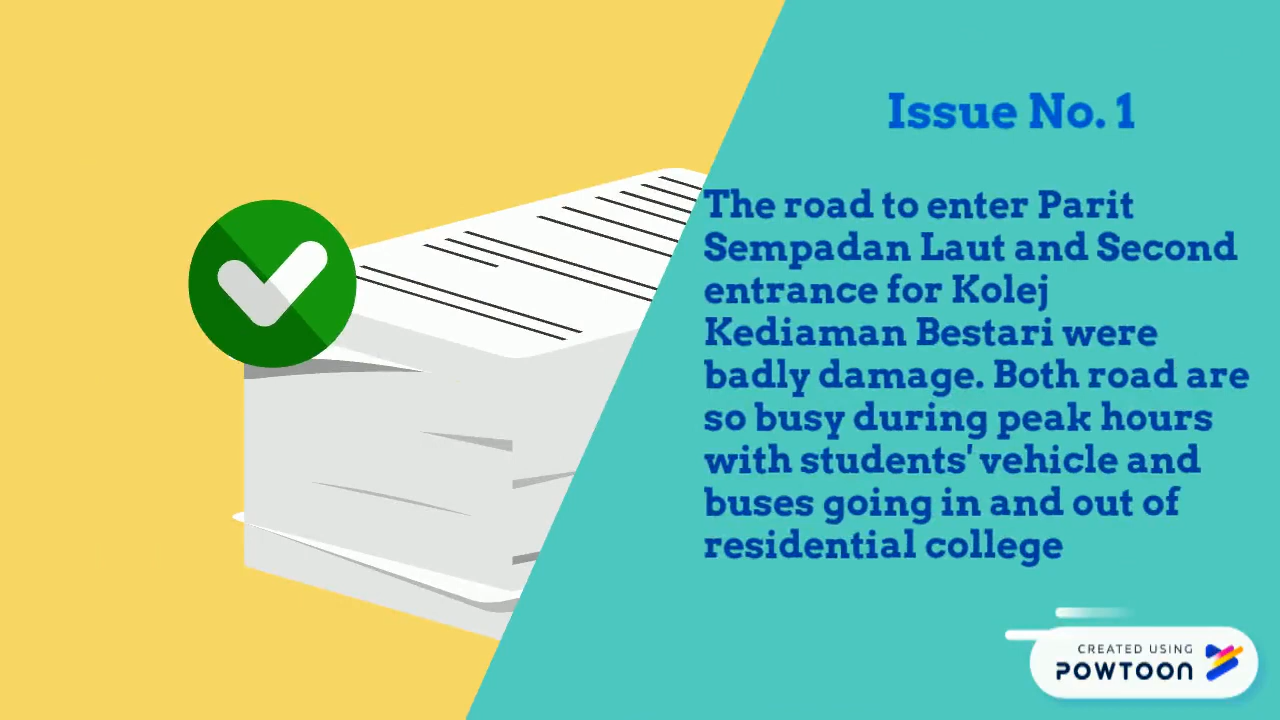 Issue No. 1
The road to enter Parit
Sempadan Laut and Second
entrance for Kolej
Kediaman Bestari were
badly damage. Both road are
so busy during peak hours
with students' vehicle and
buses going in and out of
residential college
CREATED USING
POWTOON